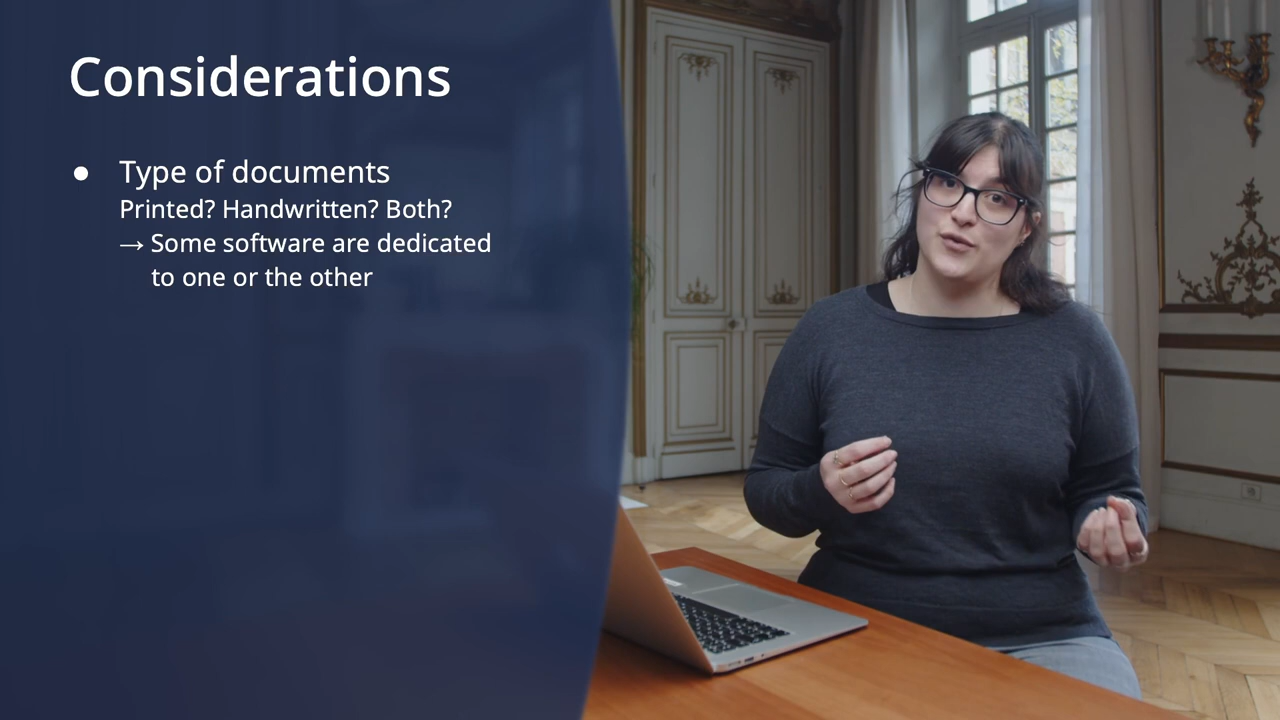 Considerations
● Type of documents
Printed? Handwritten? Both?
→ Some software are dedicated
to one or the other